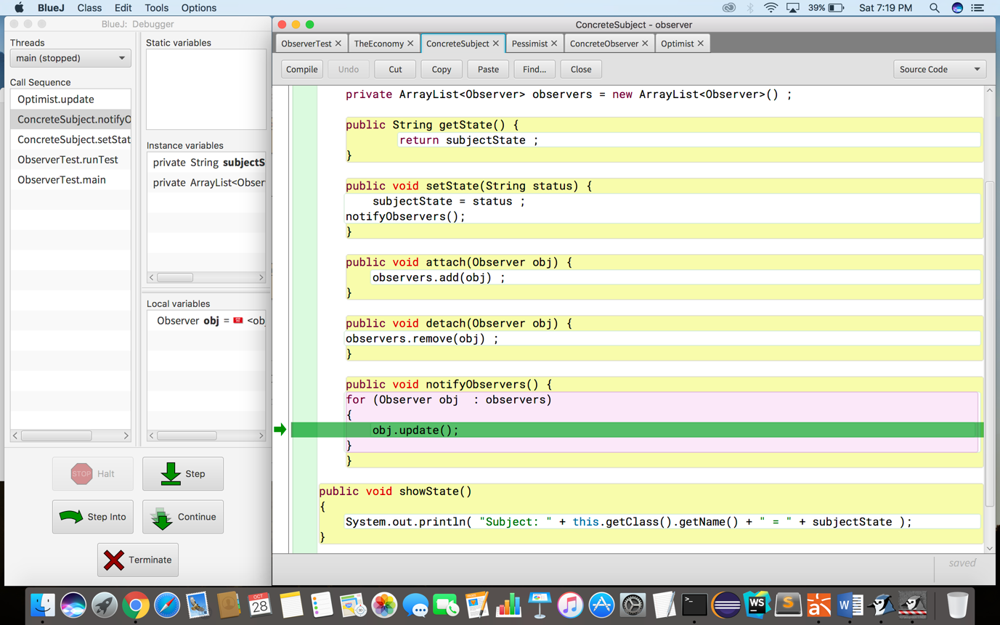 BlueJ Class Edit Tools Options
39% Sat 7:19 PM
BlueJ: Debugger
Threads
main (stopped)
Call Sequence
Optimist.update
ConcreteSubject.notifyO
ConcreteSubject.setStat
ObserverTest.runTest
ObserverTest.main
Static variables
Instance variables
private String subjectS
private ArrayList<Obser
Local variables
Observer obj = <obj
STOP Halt
Step
Step Into
Continue
Terminate
ConcreteSubject - observer
ObserverTest TheEconomy ConcreteSubject Pessimist ConcreteObserver Optimist
Compile Undo Cut Copy Paste Find... Close Source Code
private ArrayList<Observer> observers = new ArrayList<Observer>() ;
public String getState() {
return subjectState ;
}
public void setState(String status) {
subjectState = status ;
notifyObservers();
}
public void attach(Observer obj) {
observers.add(obj) ;
}
public void detach(Observer obj) {
observers.remove(obj) ;
}
public void notifyObservers() {
for (Observer obj  : observers)
{
obj.update();
}
}
public void showState()
{
System.out.println( "Subject: " + this.getClass().getName() + " = " + subjectState );
}
saved
OCT
28
WS
S
W